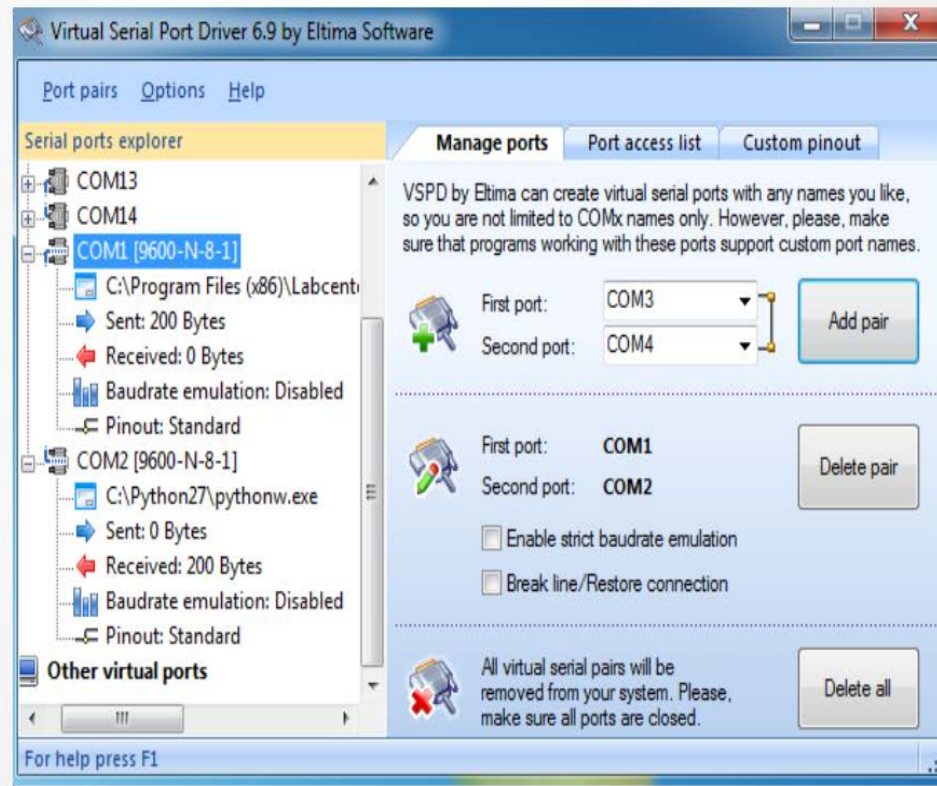 Virtual Serial Port Driver 6.9 by Eltima Software
Port pairs Options Help
Serial ports explorer
COM13
COM14
COM1 [9600-N-8-1]
C:\Program Files (x86)\Labcente
Sent: 200 Bytes
Received: 0 Bytes
Baudrate emulation: Disabled
Pinout: Standard
COM2 [9600-N-8-1]
C:\Python27\pythonw.exe
Sent: 0 Bytes
Received: 200 Bytes
Baudrate emulation: Disabled
Pinout: Standard
Other virtual ports
Manage ports Port access list Custom pinout
VSPD by Eltima can create virtual serial ports with any names you like,
so you are not limited to COMx names only. However, please, make
sure that programs working with these ports support custom port names.
First port: COM3
Second port: COM4
Add pair
First port: COM1
Second port: COM2
Delete pair
Enable strict baudrate emulation
Break line/Restore connection
All virtual serial pairs will be
removed from your system. Please,
make sure all ports are closed.
Delete all
For help press F1